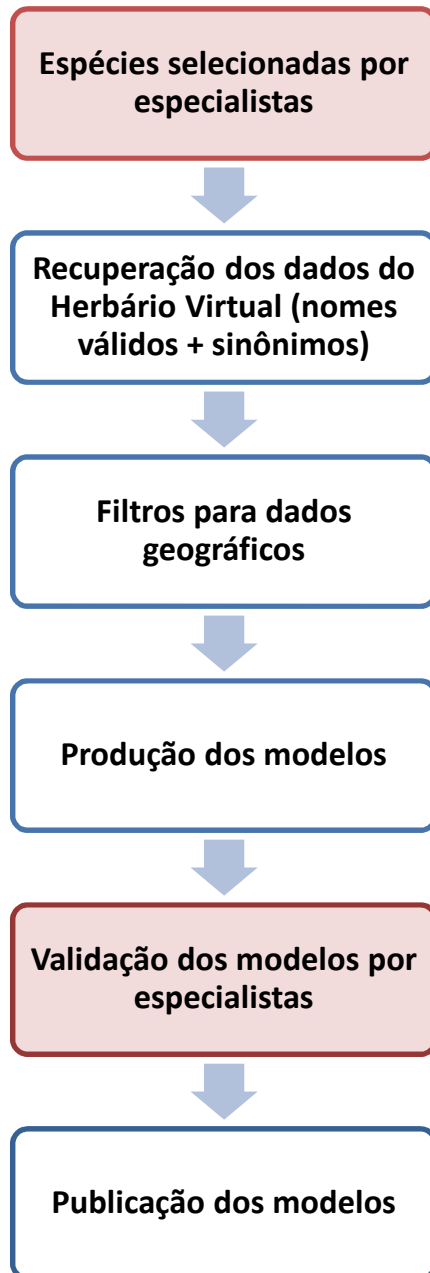 Espécies selecionadas por
especialistas
Recuperação dos dados do
Herbário Virtual (nomes
válidos + sinônimos)
Filtros para dados
geográficos
Produção dos modelos
Validação dos modelos por
especialistas
Publicação dos modelos